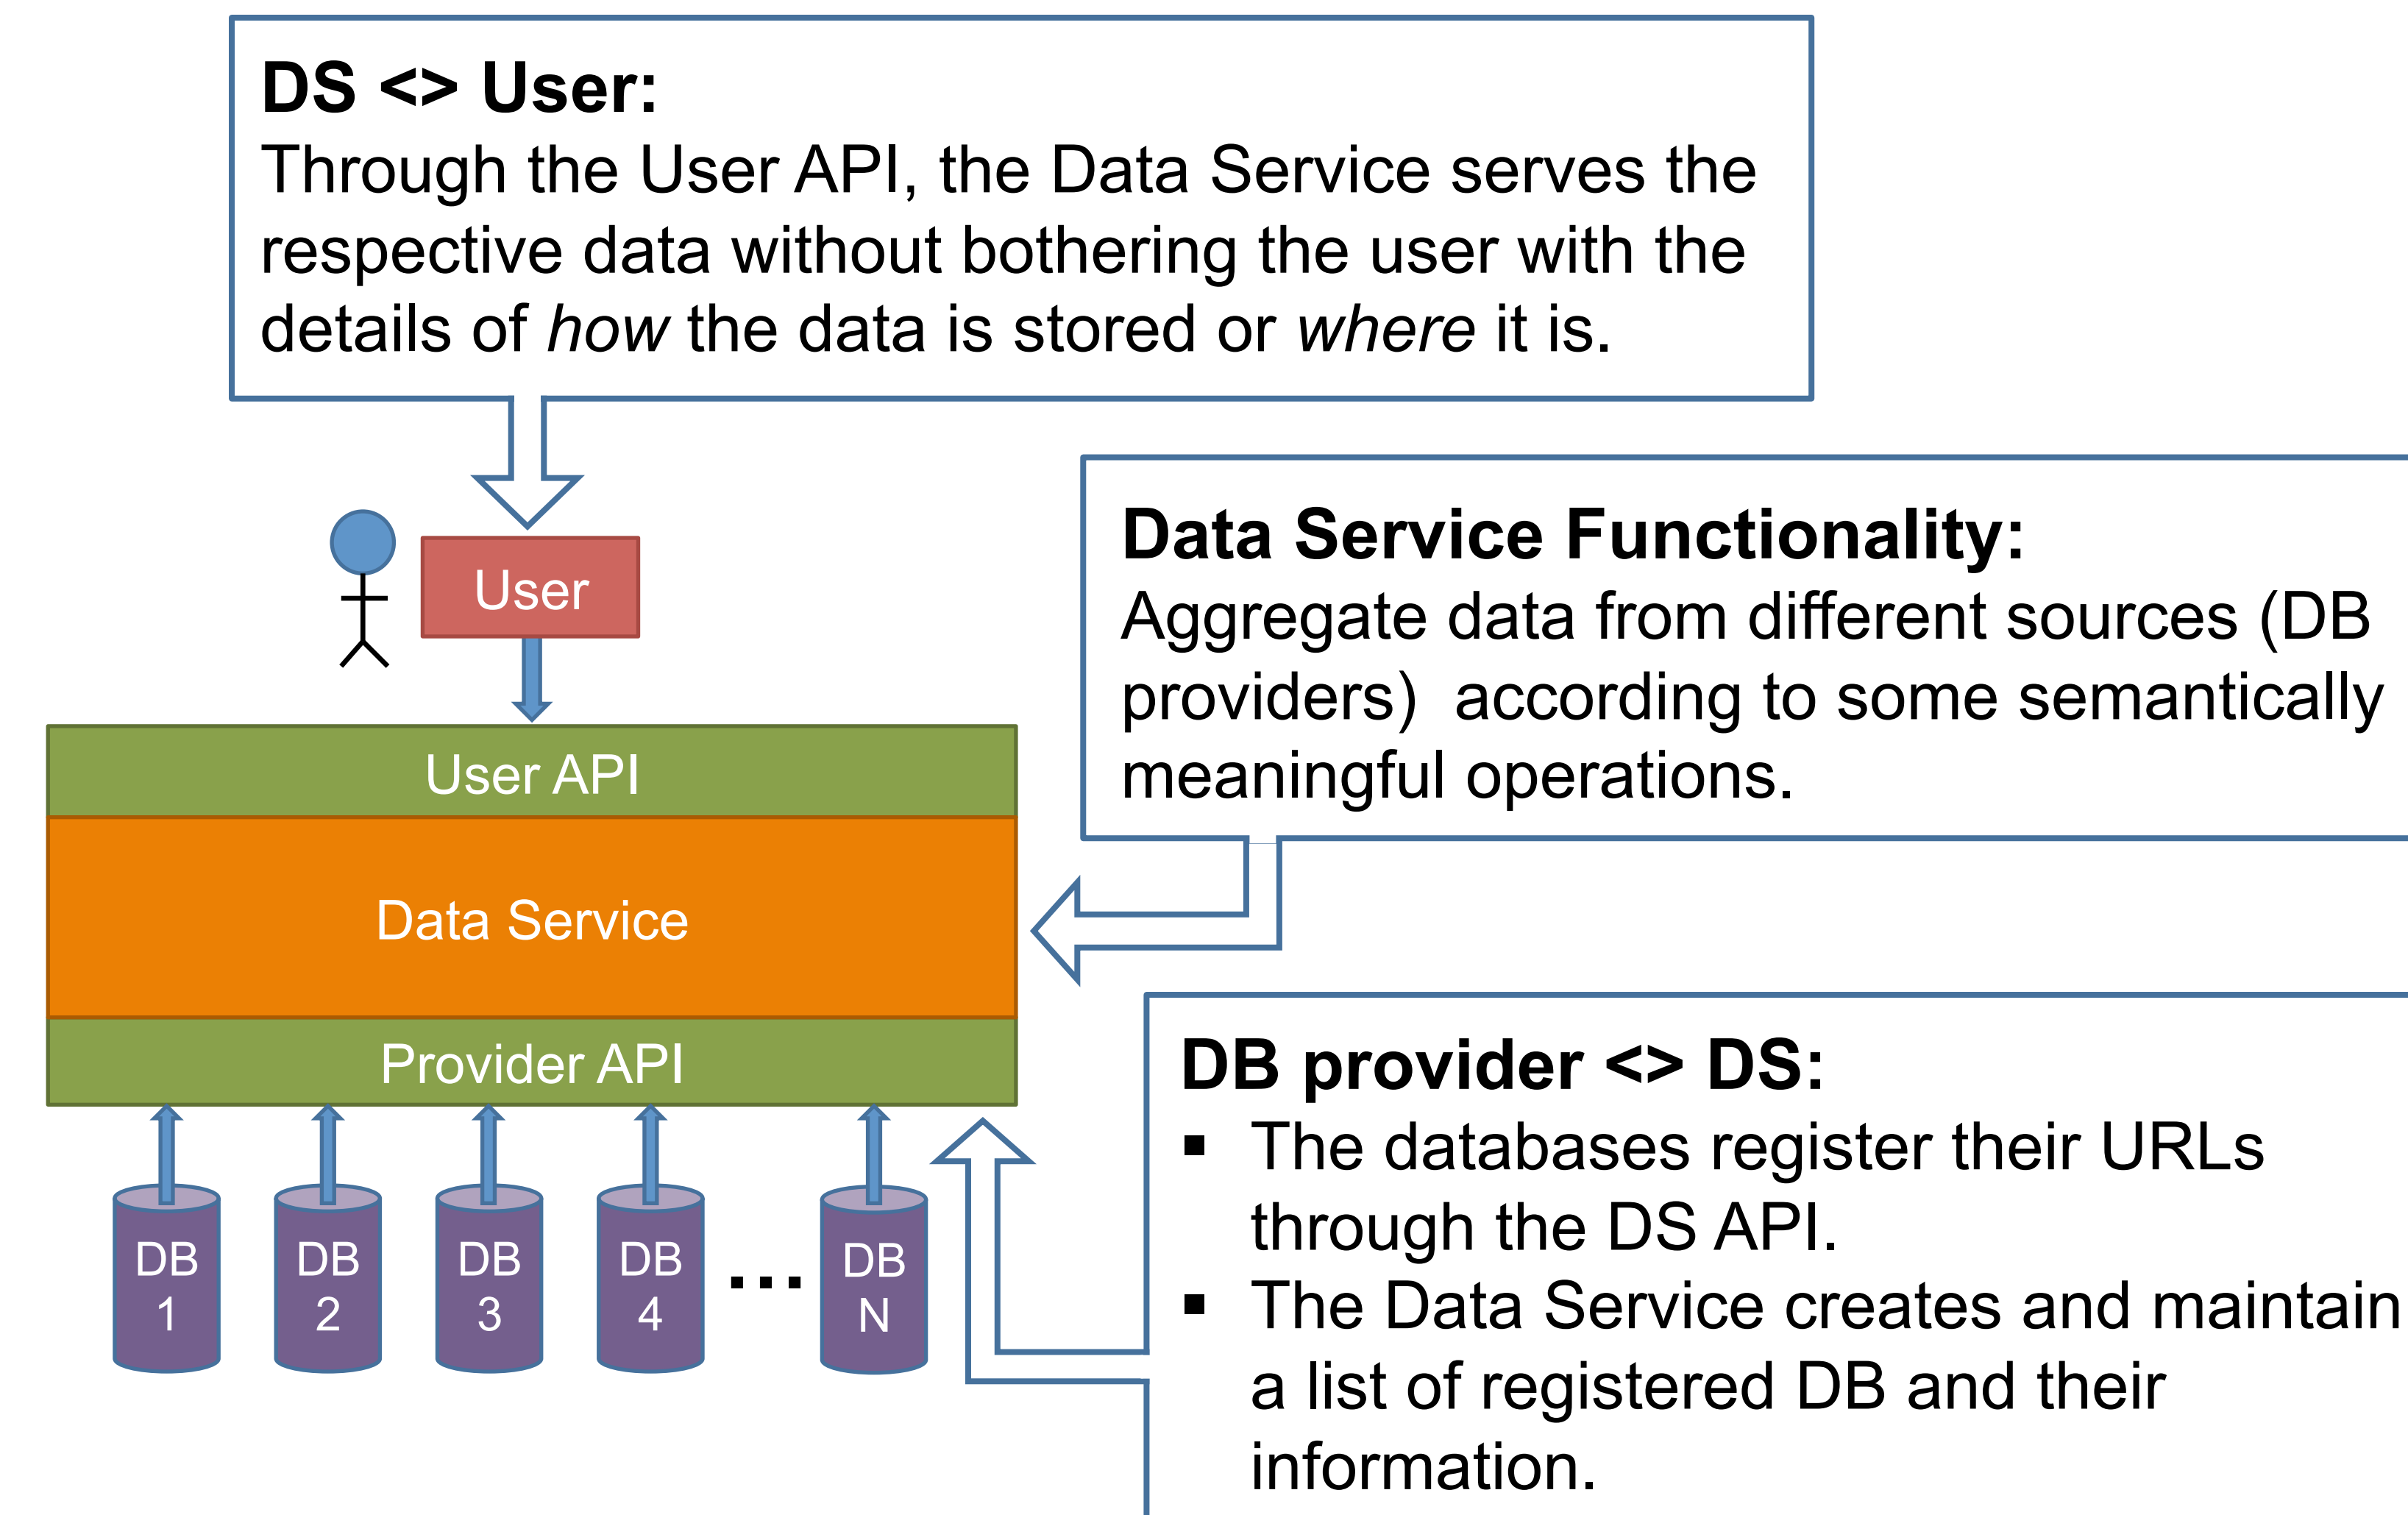 DS <> User:
Through the User API, the Data Service serves the
respective data without bothering the user with the
details of how the data is stored or where it is.
User
Data Service Functionality:
Aggregate data from different sources (DB
providers)  according to some semantically
meaningful operations.
User API
Data Service
Provider API
DB provider <> DS:
▪ The databases register their URLs
through the DS API.
▪ The Data Service creates and maintain
a list of registered DB and their
information.
DB
1
DB
2
DB
3
DB
4
...
DB
N